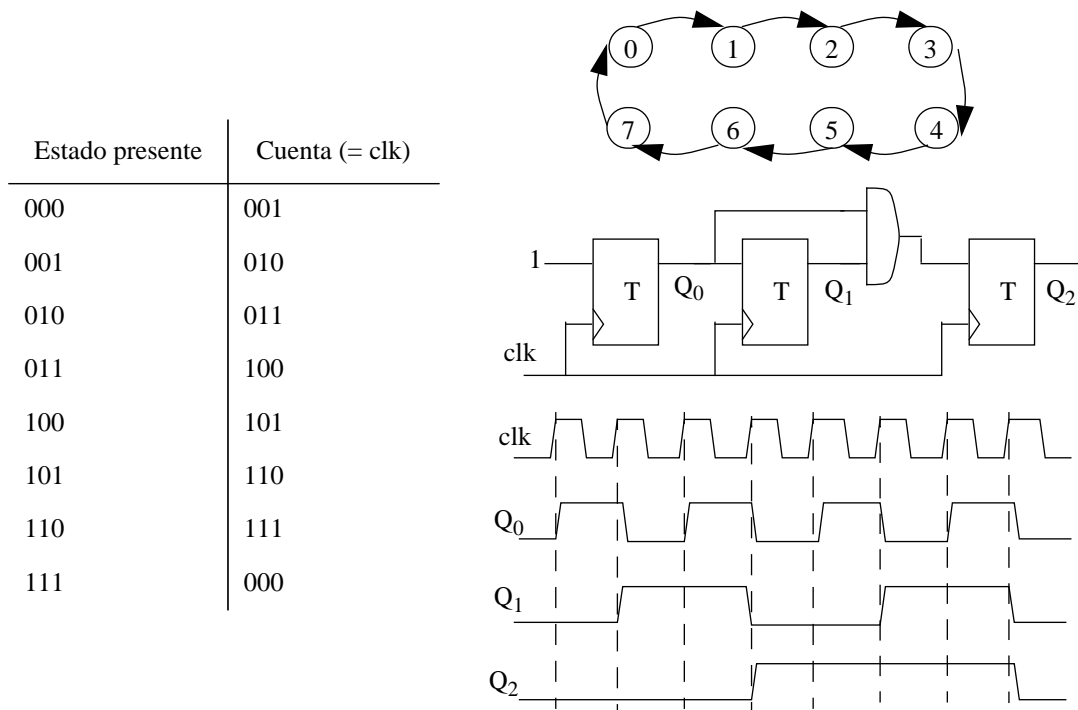 0 1 2 3
7 6 5 4
Estado presente Cuenta (= clk)
000 001
001 010
010 011
011 100
100 101
101 110
110 111
111 000
1 T Q0 T Q1 T Q2
clk
clk
Q0
Q1
Q2